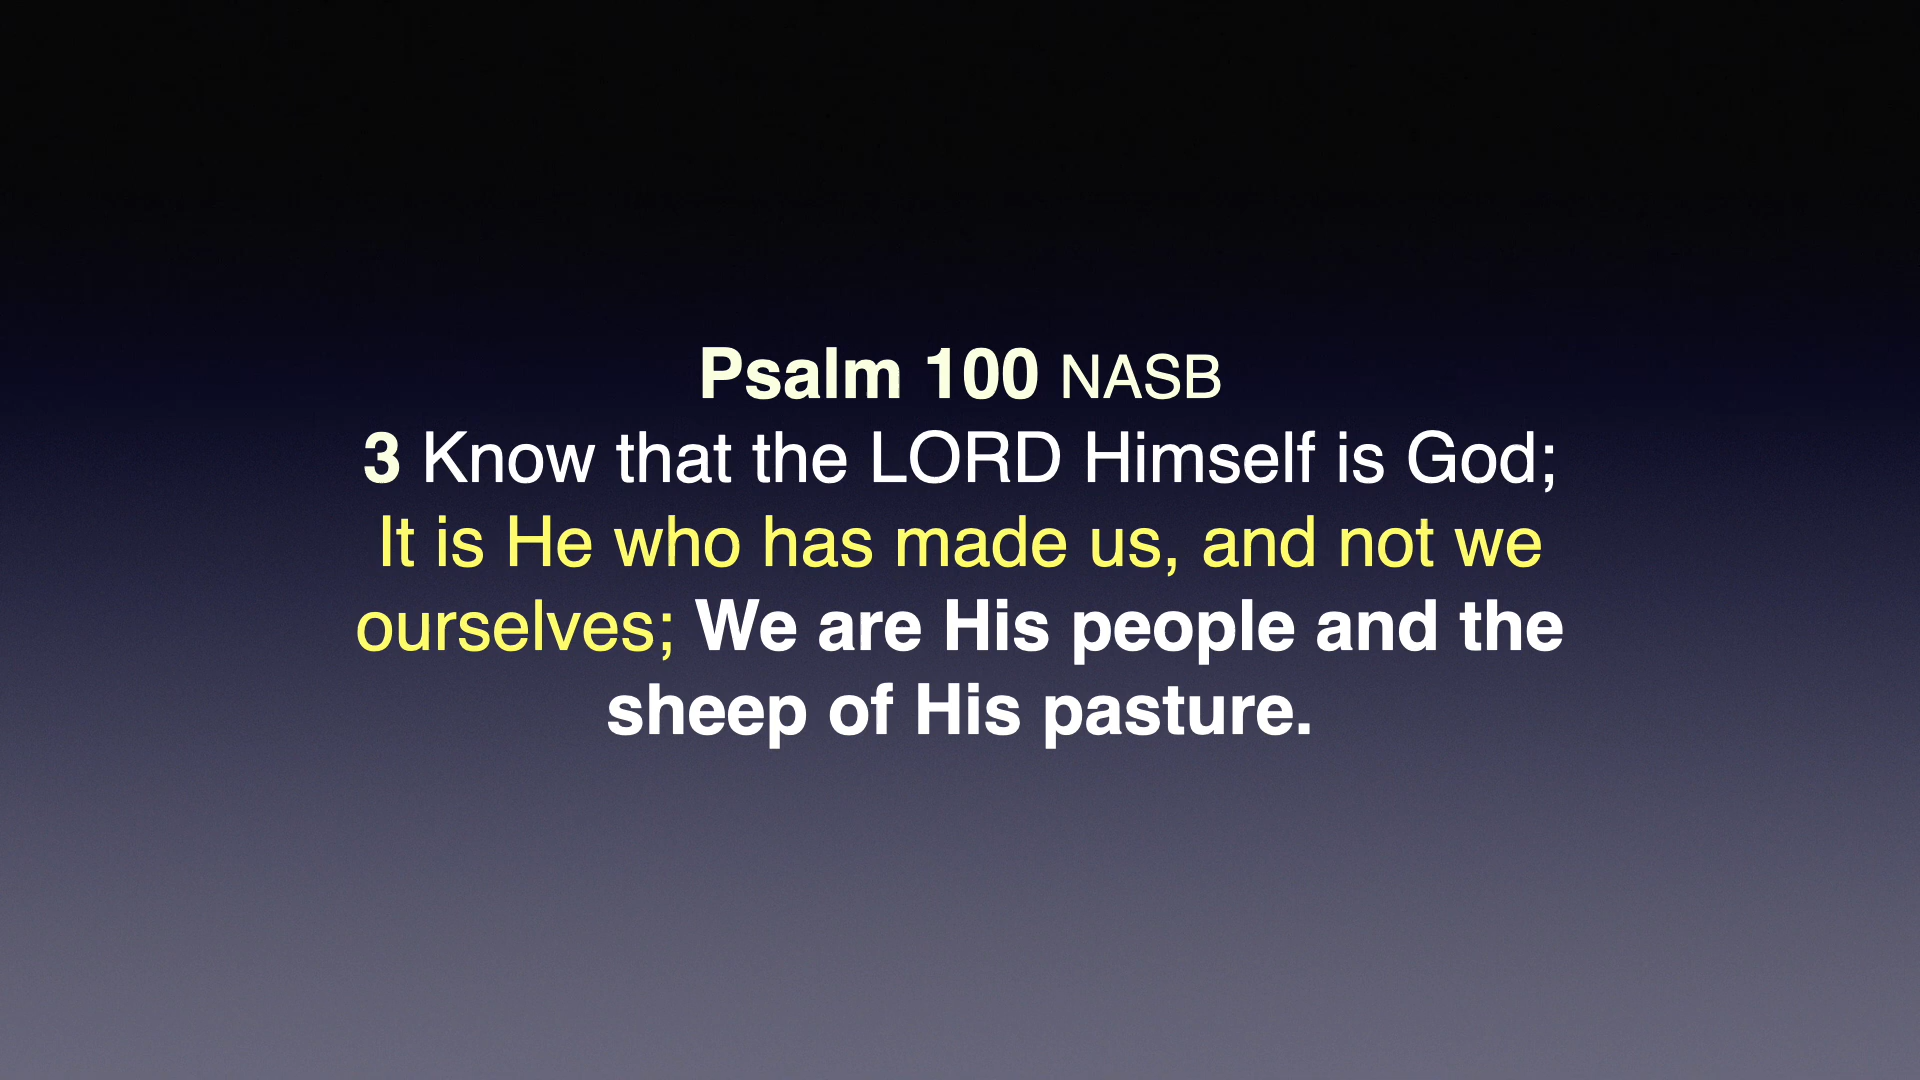 Psalm 100 NASB
3 Know that the LORD Himself is God;
It is He who has made us, and not we
ourselves; We are His people and the
sheep of His pasture.